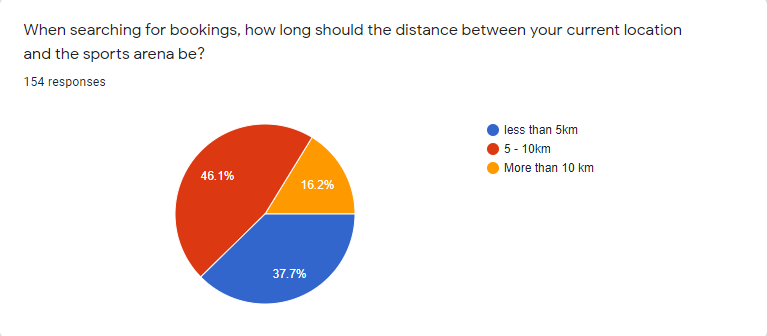 When searching for bookings, how long should the distance between your current location
and the sports arena be?
154 responses
less than 5km
5 - 10km
More than 10 km
46.1%
16.2%
37.7%